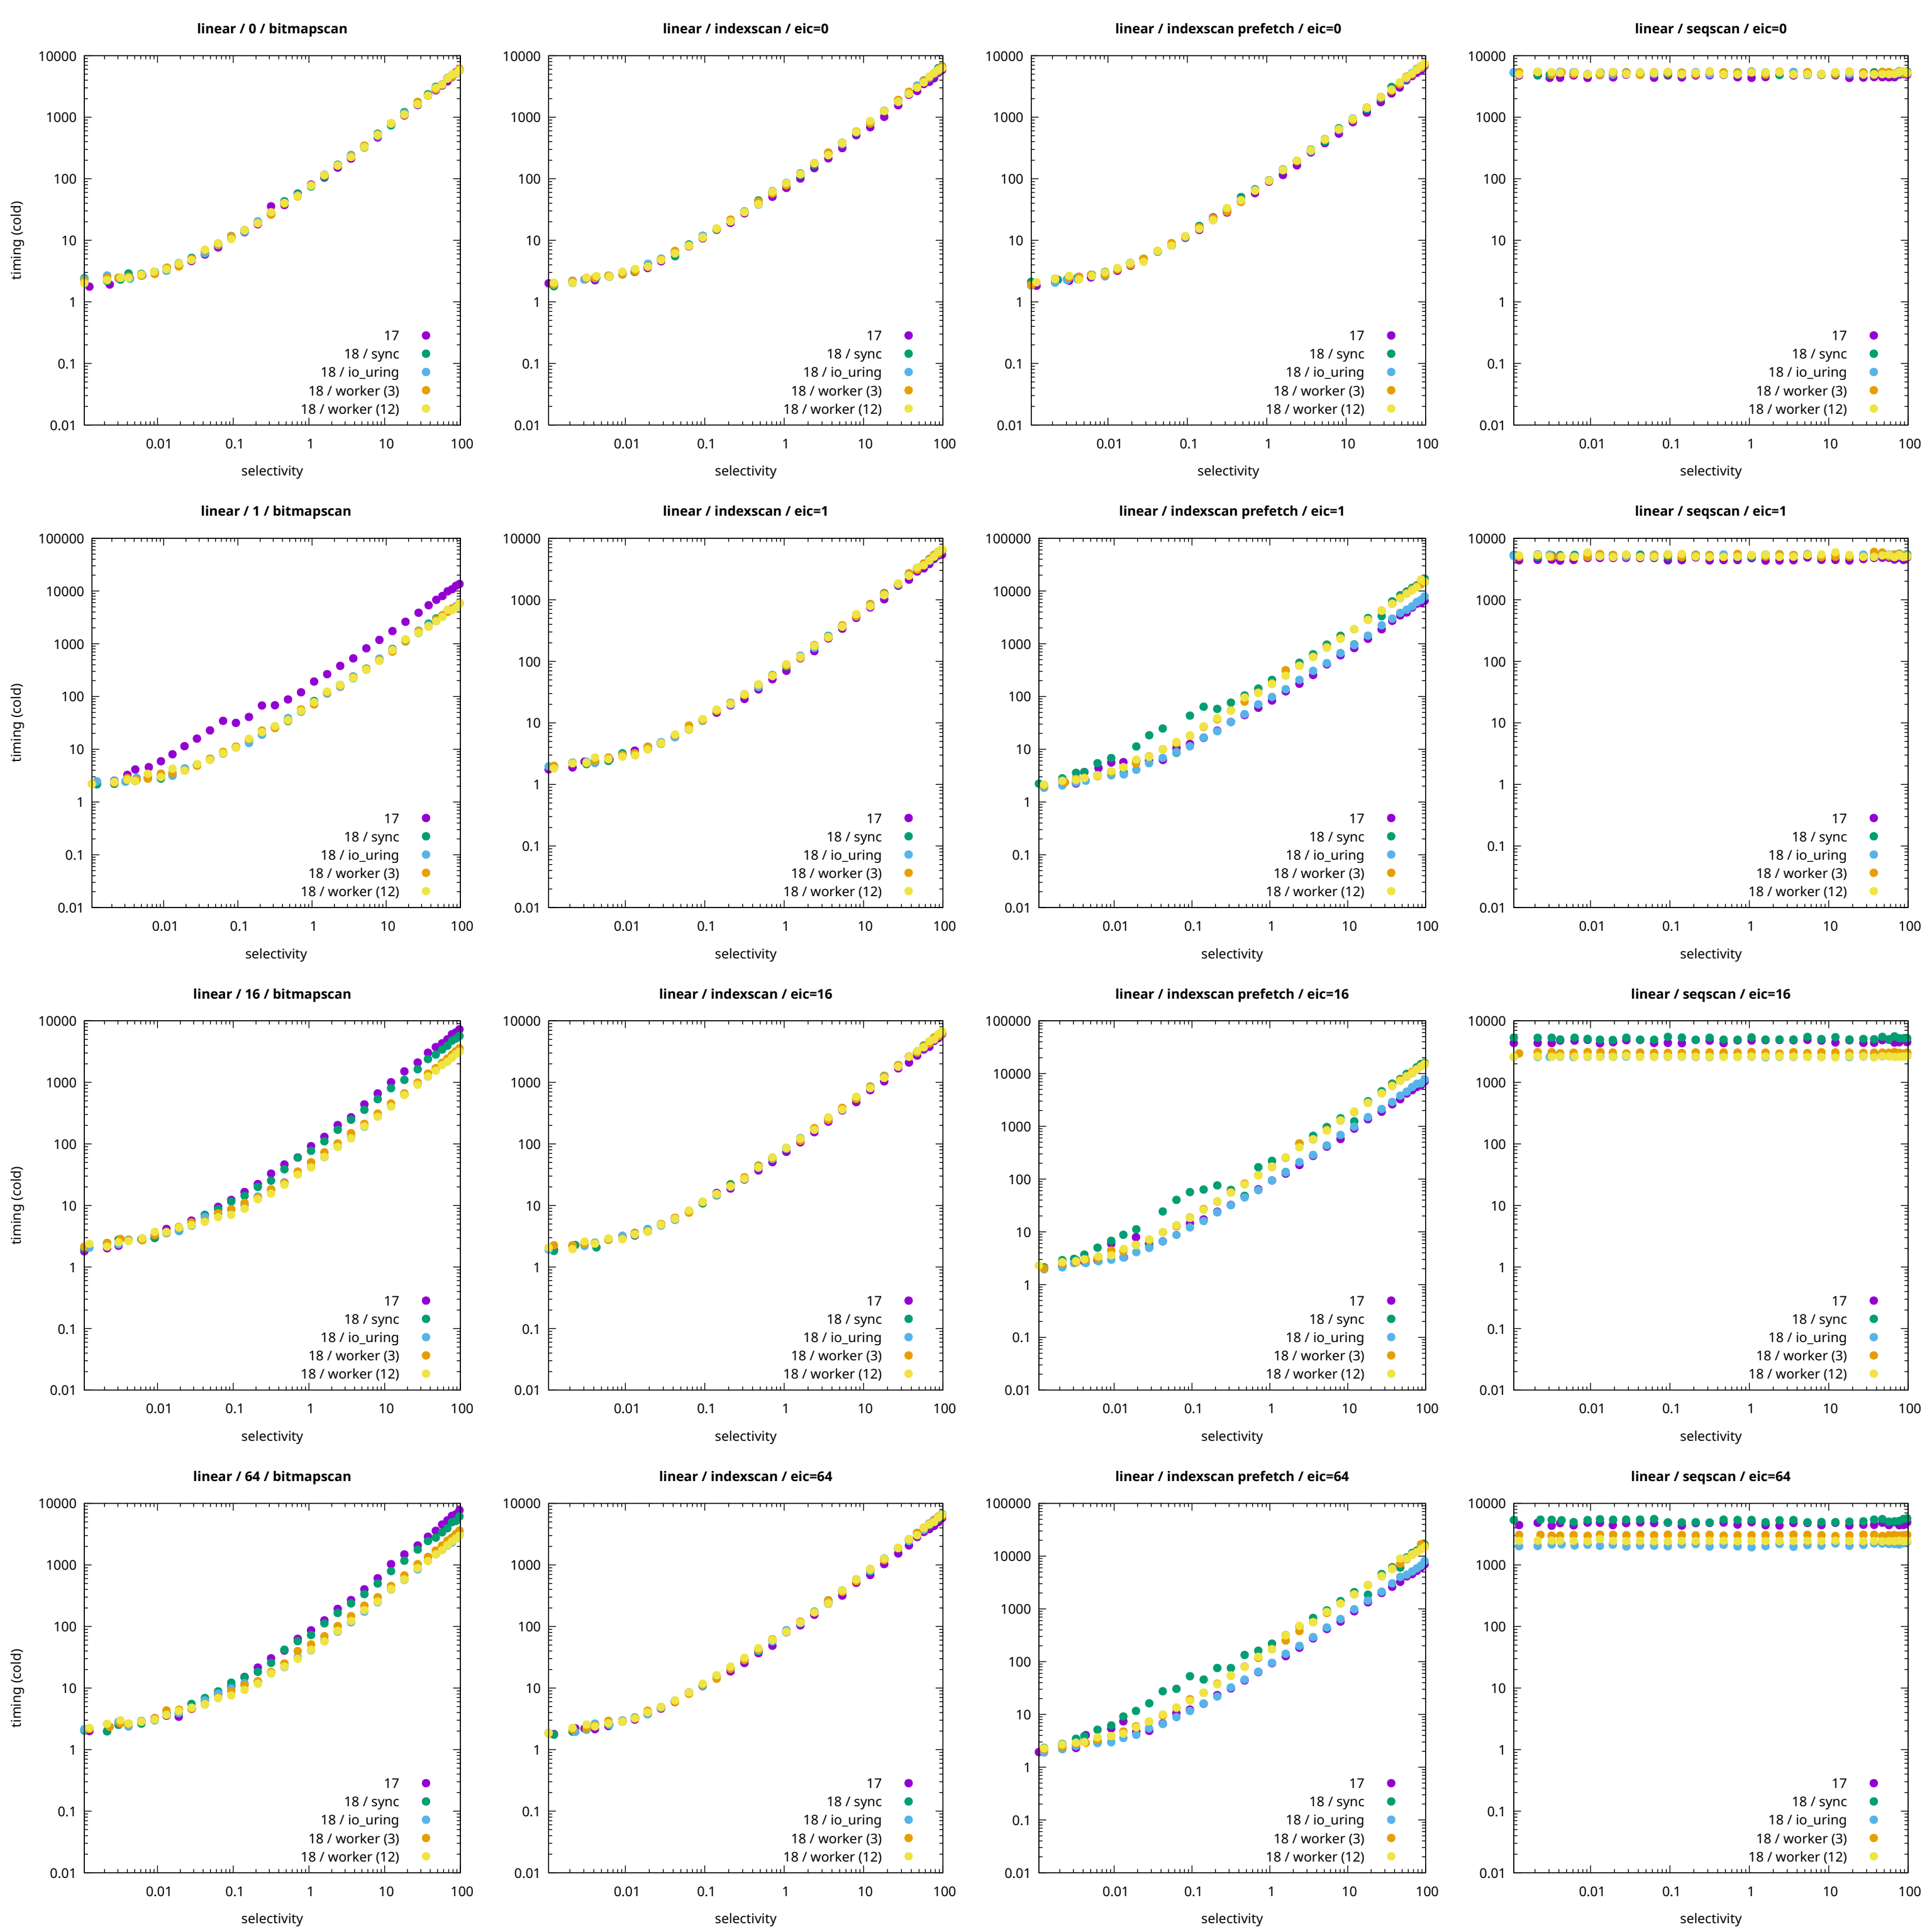 linear / 0 / bitmapscan
timing (cold)
10000
1000
100
10
1
0.1
0.01
17
18 / sync
18 / io_uring
18 / worker (3)
18 / worker (12)
0.01 0.1 1 10 100
selectivity
linear / indexscan / eic=0
10000
1000
100
10
1
0.1
0.01
17
18 / sync
18 / io_uring
18 / worker (3)
18 / worker (12)
0.01 0.1 1 10 100
selectivity
linear / indexscan prefetch / eic=0
10000
1000
100
10
1
0.1
0.01
17
18 / sync
18 / io_uring
18 / worker (3)
18 / worker (12)
0.01 0.1 1 10 100
selectivity
linear / seqscan / eic=0
10000
1000
100
10
1
0.1
0.01
17
18 / sync
18 / io_uring
18 / worker (3)
18 / worker (12)
0.01 0.1 1 10 100
selectivity
linear / 1 / bitmapscan
timing (cold)
100000
10000
1000
100
10
1
0.1
0.01
17
18 / sync
18 / io_uring
18 / worker (3)
18 / worker (12)
0.01 0.1 1 10 100
selectivity
linear / indexscan / eic=1
10000
1000
100
10
1
0.1
0.01
17
18 / sync
18 / io_uring
18 / worker (3)
18 / worker (12)
0.01 0.1 1 10 100
selectivity
linear / indexscan prefetch / eic=1
100000
10000
1000
100
10
1
0.1
0.01
17
18 / sync
18 / io_uring
18 / worker (3)
18 / worker (12)
0.01 0.1 1 10 100
selectivity
linear / seqscan / eic=1
10000
1000
100
10
1
0.1
0.01
17
18 / sync
18 / io_uring
18 / worker (3)
18 / worker (12)
0.01 0.1 1 10 100
selectivity
linear / 16 / bitmapscan
timing (cold)
10000
1000
100
10
1
0.1
0.01
17
18 / sync
18 / io_uring
18 / worker (3)
18 / worker (12)
0.01 0.1 1 10 100
selectivity
linear / indexscan / eic=16
10000
1000
100
10
1
0.1
0.01
17
18 / sync
18 / io_uring
18 / worker (3)
18 / worker (12)
0.01 0.1 1 10 100
selectivity
linear / indexscan prefetch / eic=16
100000
10000
1000
100
10
1
0.1
0.01
17
18 / sync
18 / io_uring
18 / worker (3)
18 / worker (12)
0.01 0.1 1 10 100
selectivity
linear / seqscan / eic=16
10000
1000
100
10
1
0.1
0.01
17
18 / sync
18 / io_uring
18 / worker (3)
18 / worker (12)
0.01 0.1 1 10 100
selectivity
linear / 64 / bitmapscan
timing (cold)
10000
1000
100
10
1
0.1
0.01
17
18 / sync
18 / io_uring
18 / worker (3)
18 / worker (12)
0.01 0.1 1 10 100
selectivity
linear / indexscan / eic=64
10000
1000
100
10
1
0.1
0.01
17
18 / sync
18 / io_uring
18 / worker (3)
18 / worker (12)
0.01 0.1 1 10 100
selectivity
linear / indexscan prefetch / eic=64
100000
10000
1000
100
10
1
0.1
0.01
17
18 / sync
18 / io_uring
18 / worker (3)
18 / worker (12)
0.01 0.1 1 10 100
selectivity
linear / seqscan / eic=64
10000
1000
100
10
1
0.1
0.01
17
18 / sync
18 / io_uring
18 / worker (3)
18 / worker (12)
0.01 0.1 1 10 100
selectivity